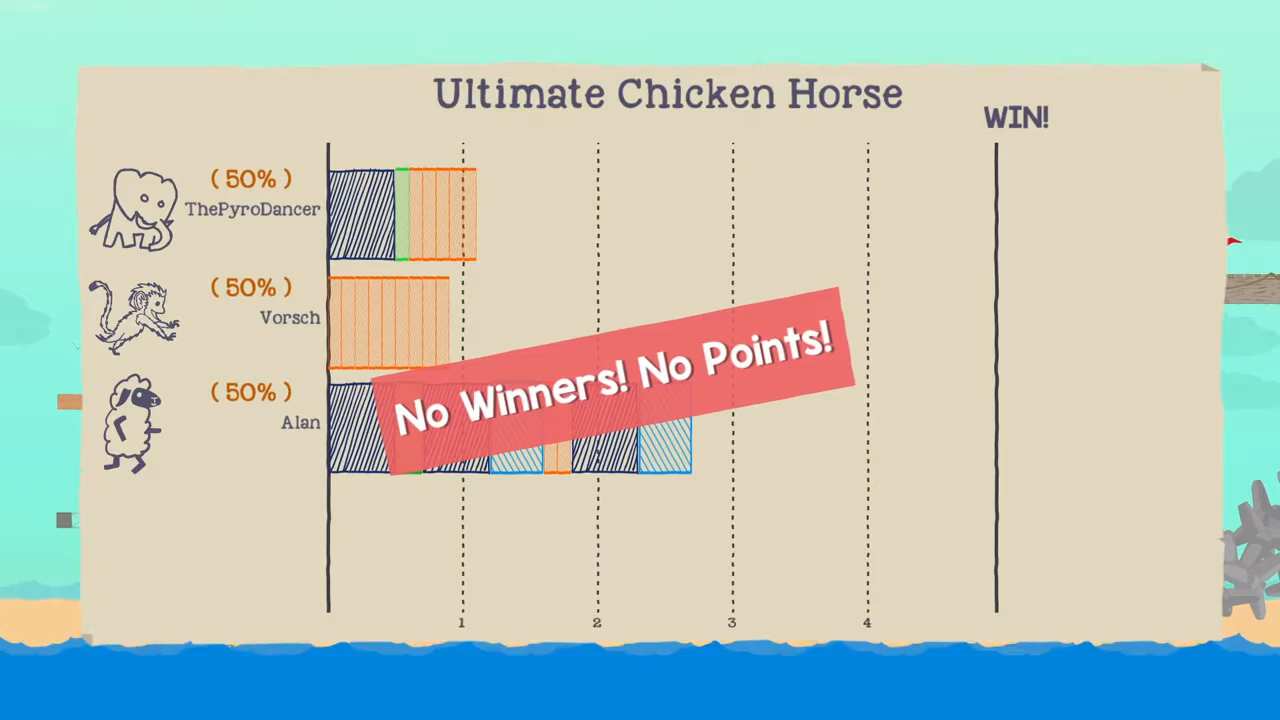 Ultimate Chicken Horse
WIN!
( 50% )
ThePyroDancer
( 50% )
Vorsch
No Winners! No Points!
( 50% )
Alan
1 2 3 4